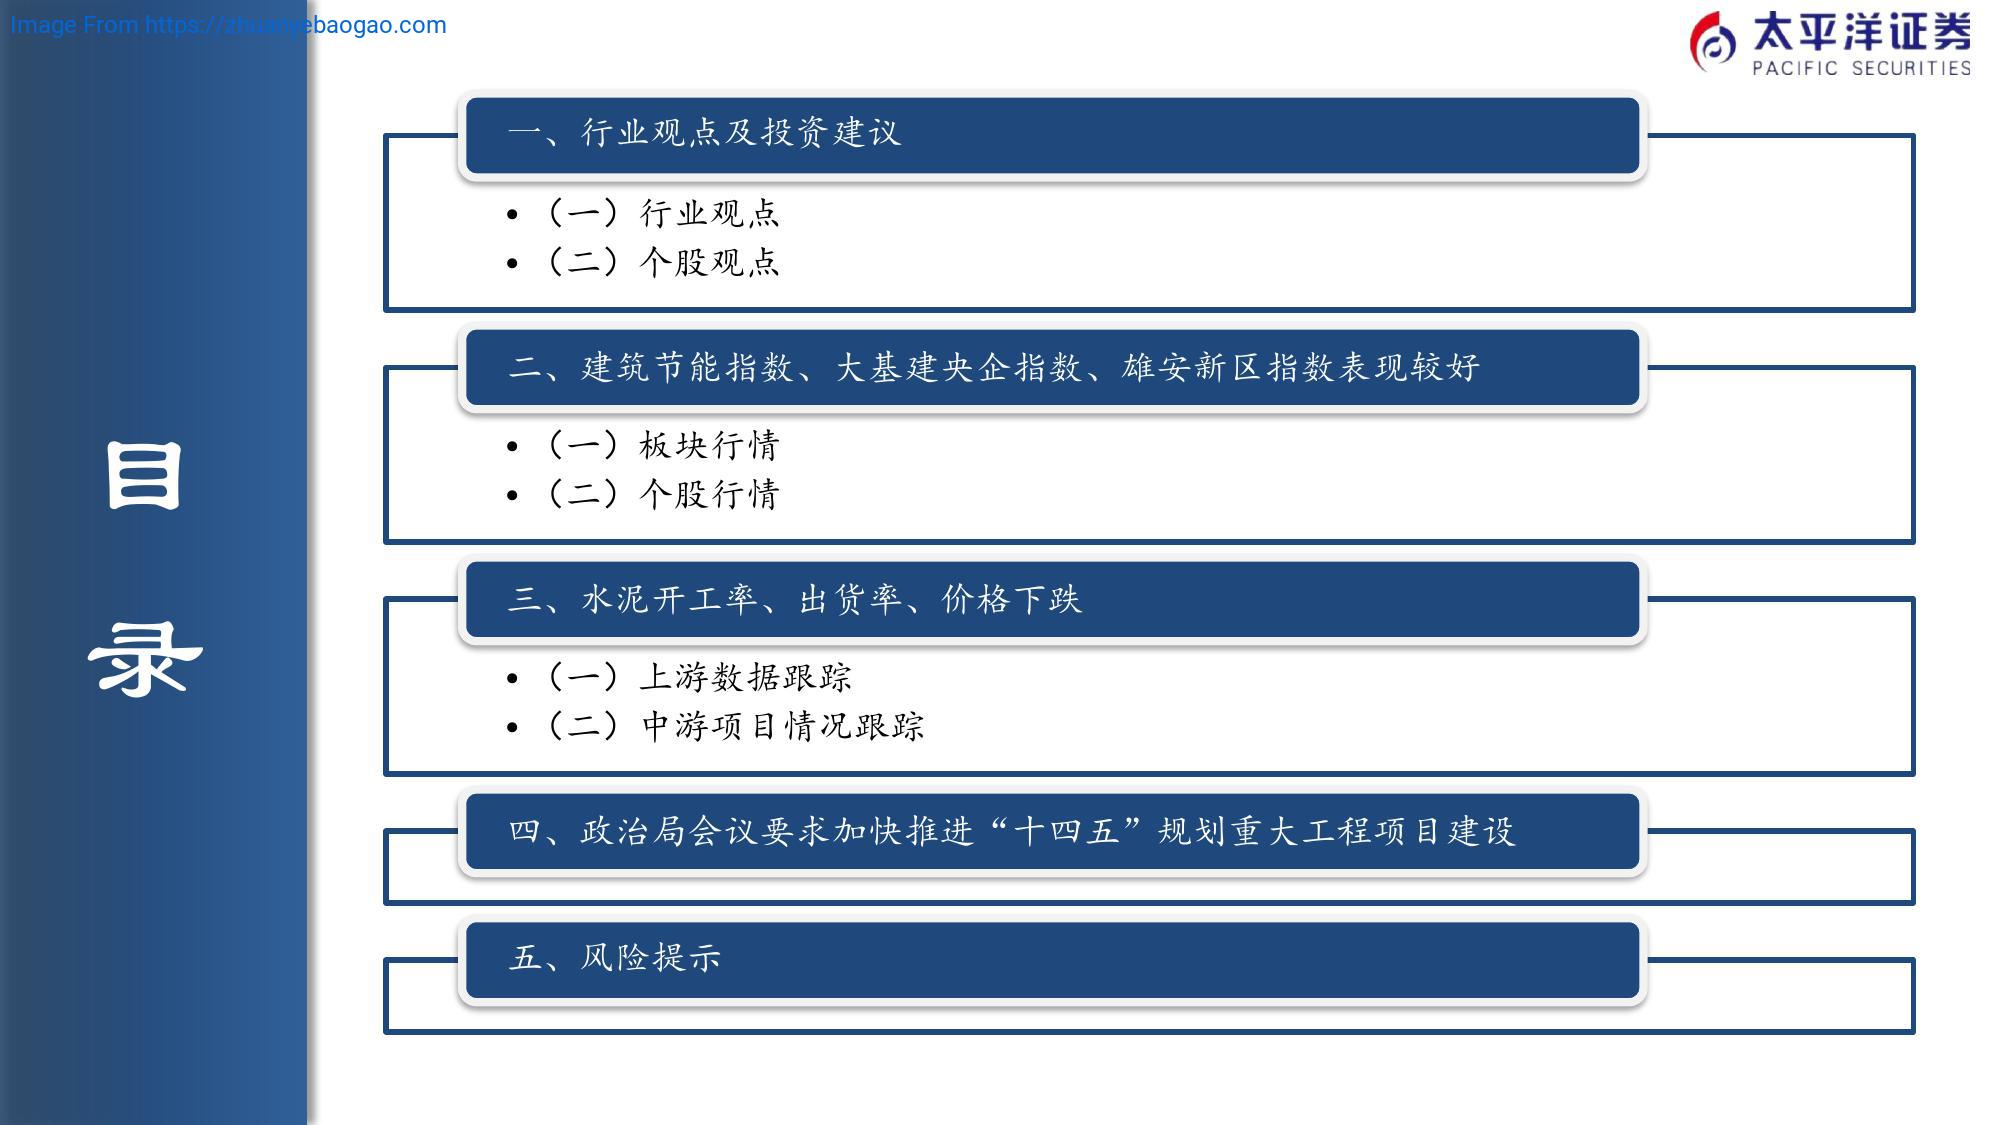 Image From https://zhuanyebaogao.com
太平洋证券
PACIFIC SECURITIES
目
录
一、行业观点及投资建议
• （一）行业观点
• （二）个股观点
二、建筑节能指数、大基建央企指数、雄安新区指数表现较好
• （一）板块行情
• （二）个股行情
三、水泥开工率、出货率、价格下跌
• （一）上游数据跟踪
• （二）中游项目情况跟踪
四、政治局会议要求加快推进“十四五”规划重大工程项目建设
五、风险提示